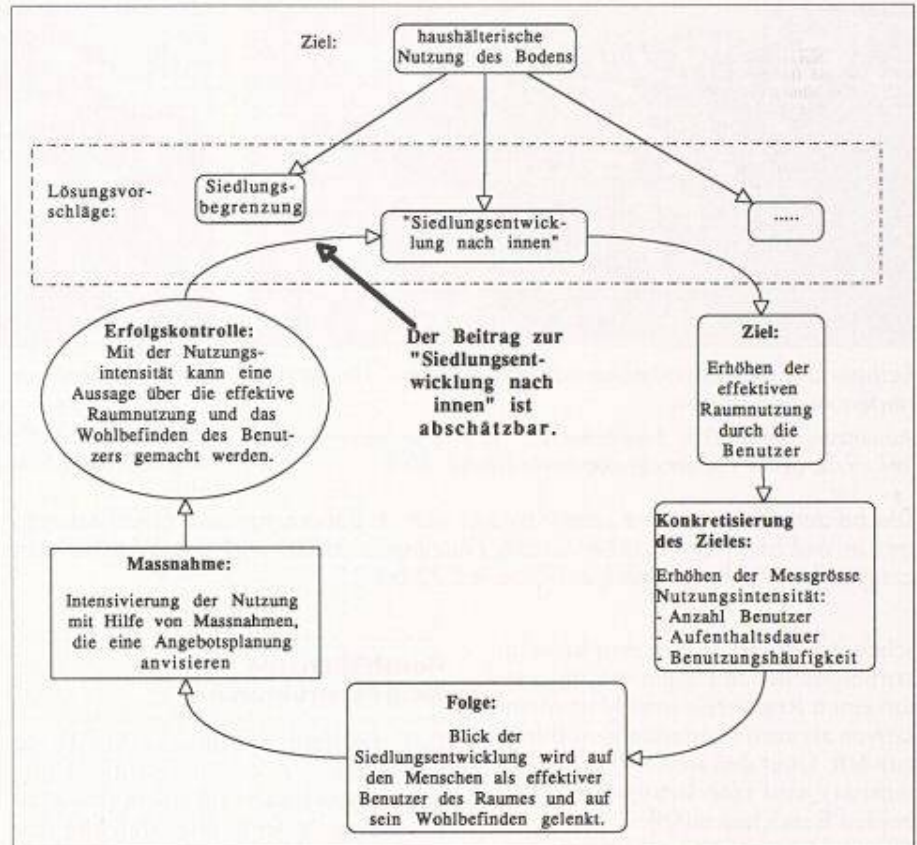 Ziel:
haushälterische
Nutzung des Bodens
Lösungsvor-
schläge:
Siedlungs-
begrenzung
"Siedlungsentwick-
lung nach innen"
.....
Erfolgskontrolle:
Mit der Nutzungs-
intensität kann eine
Aussage über die effektive
Raumnutzung und das
Wohlbefinden des Benut-
zers gemacht werden.
Der Beitrag zur
"Siedlungsent-
wicklung nach
innen" ist
abschätzbar.
Ziel:
Erhöhen der
effektiven
Raumnutzung
durch die
Benutzer
Konkretisierung
des Zieles:
Erhöhen der Messgrösse
Nutzungsintensität:
- Anzahl Benutzer
- Aufenthaltsdauer
- Benutzungshäufigkeit
Massnahme:
Intensivierung der Nutzung
mit Hilfe von Massnahmen,
die eine Angebotsplanung
anvisieren
Folge:
Blick der
Siedlungsentwicklung wird auf
den Menschen als effektiver
Benutzer des Raumes und auf
sein Wohlbefinden gelenkt.